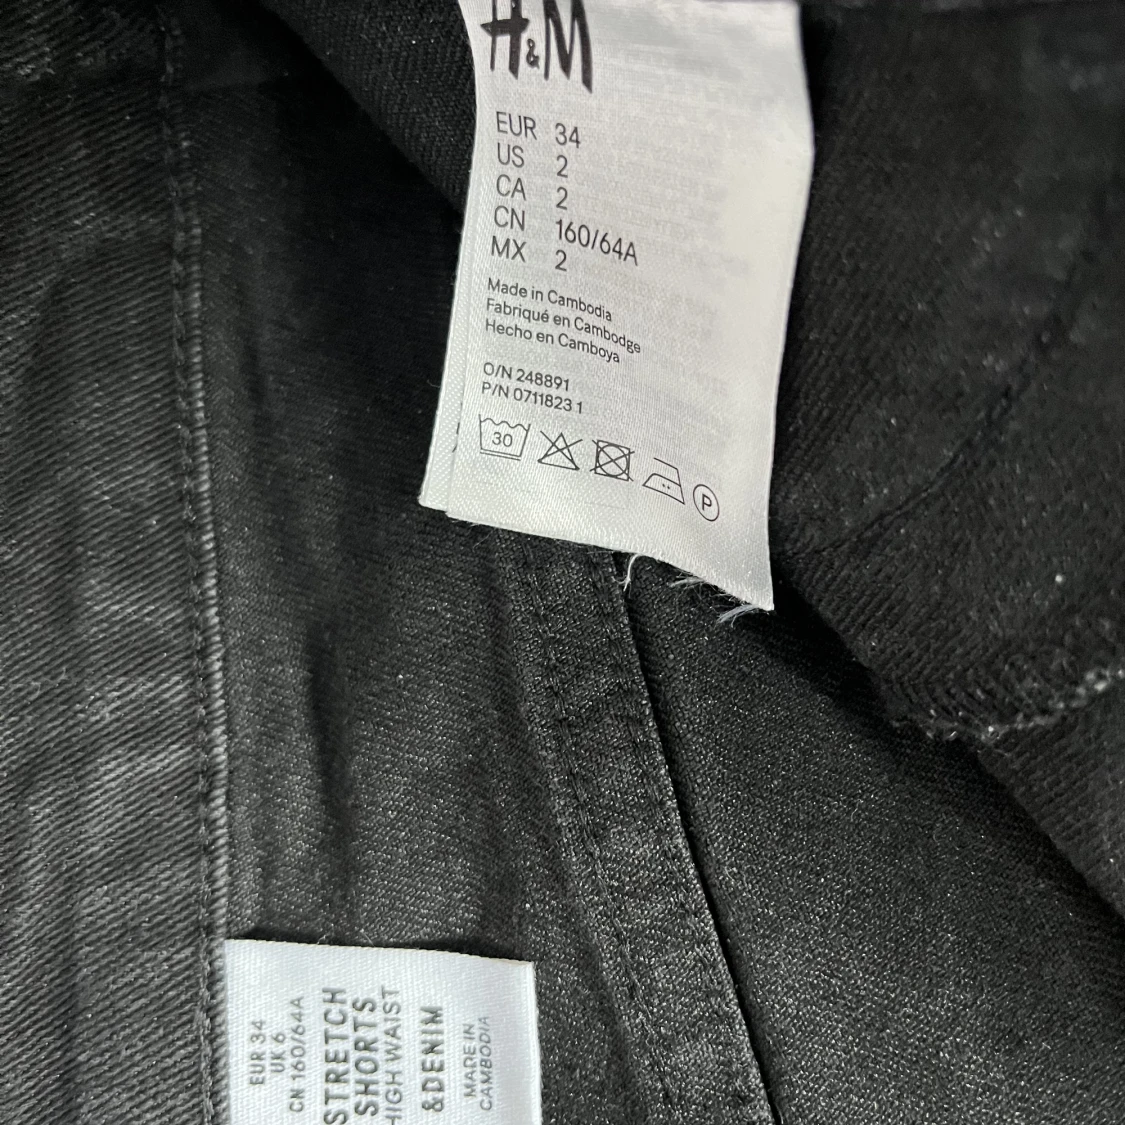 H&M
EUR 34
US 2
CA 2
CN 160/64A
MX 2
Made in Cambodia
Fabriqué en Cambodge
Hecho en Camboya
O/N 248891
P/N 0711823 1
30
P
EUR 34
UK 6
CN 160/64A
STRETCH
SHORTS
HIGH WAIST
&DENIM
MADE IN
CAMBODIA